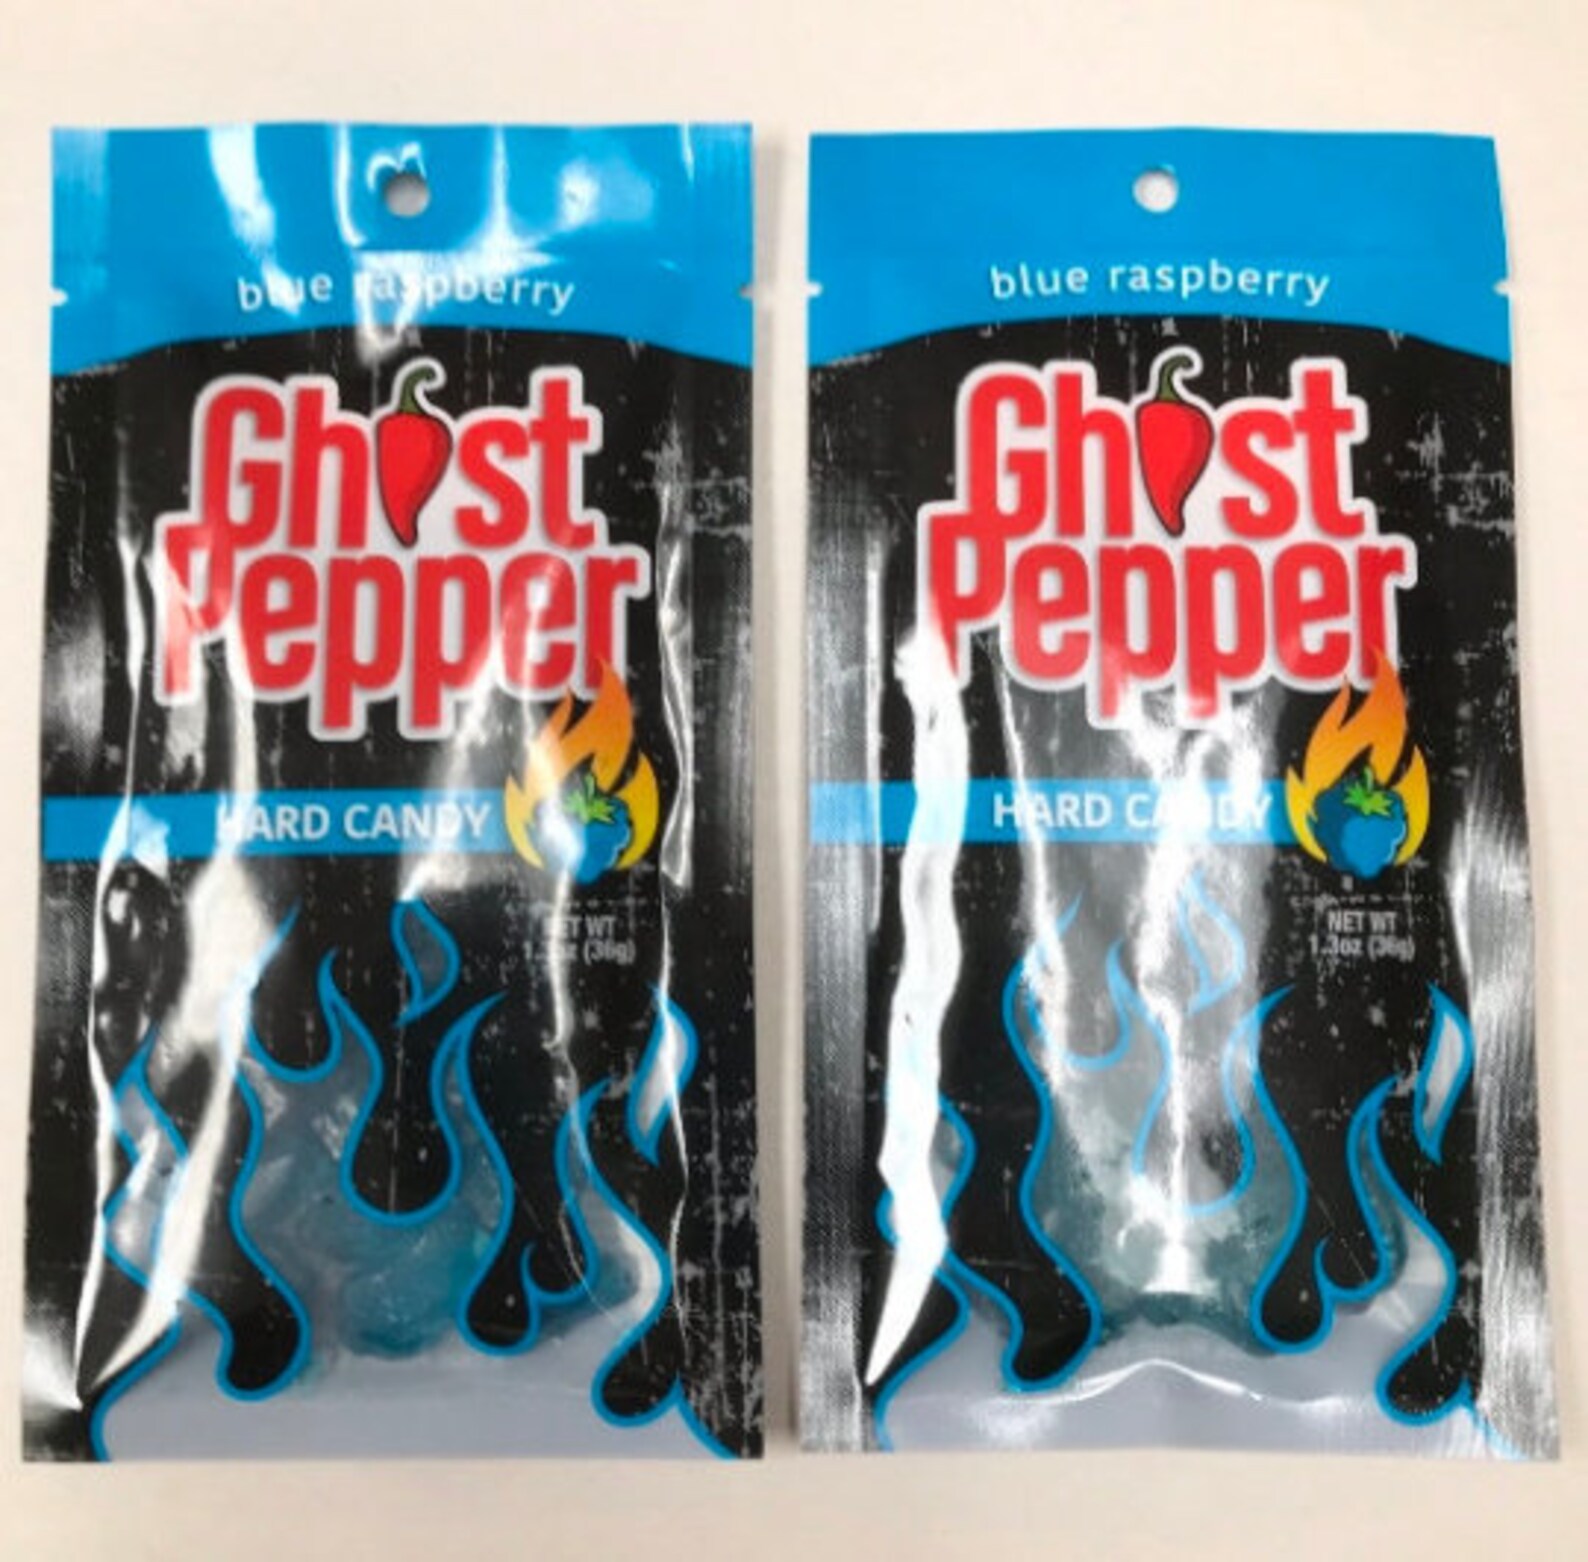 blue raspberry
Ghost
Pepper
HARD CANDY
NET WT
1.3oz (36g)
blue raspberry
Ghost
Pepper
HARD CANDY
NET WT
1.3oz (36g)